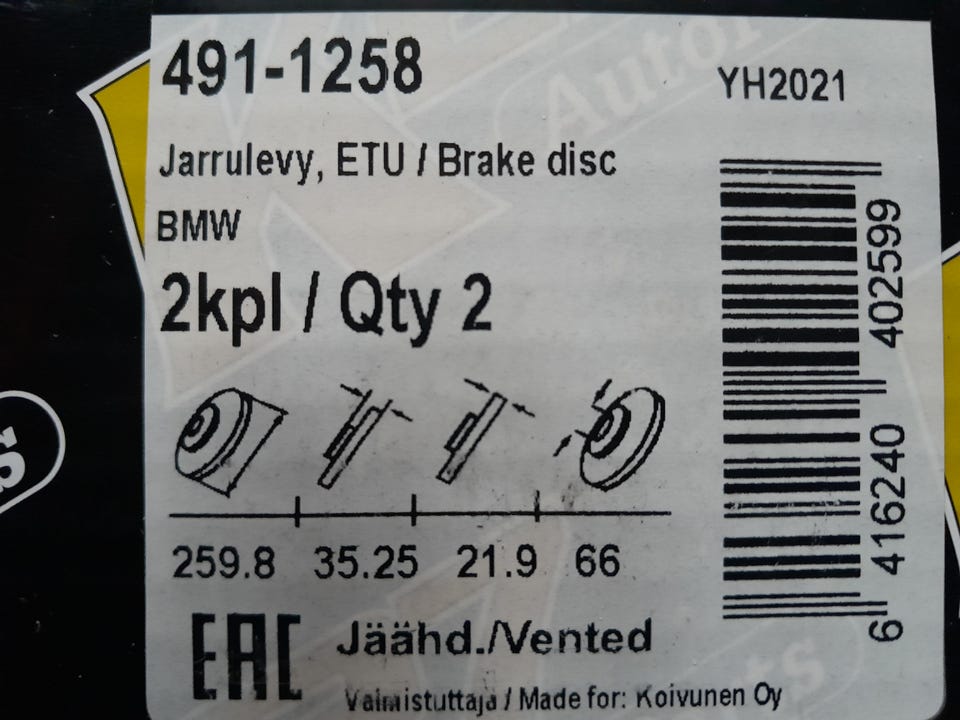 491-1258
YH2021
Jarrulevy, ETU / Brake disc
BMW
2kpl / Qty 2
259.8 35.25 21.9 66
EAC
Jäähd./Vented
Valmistuttaja / Made for: Koivunen Oy
6 416240 402599